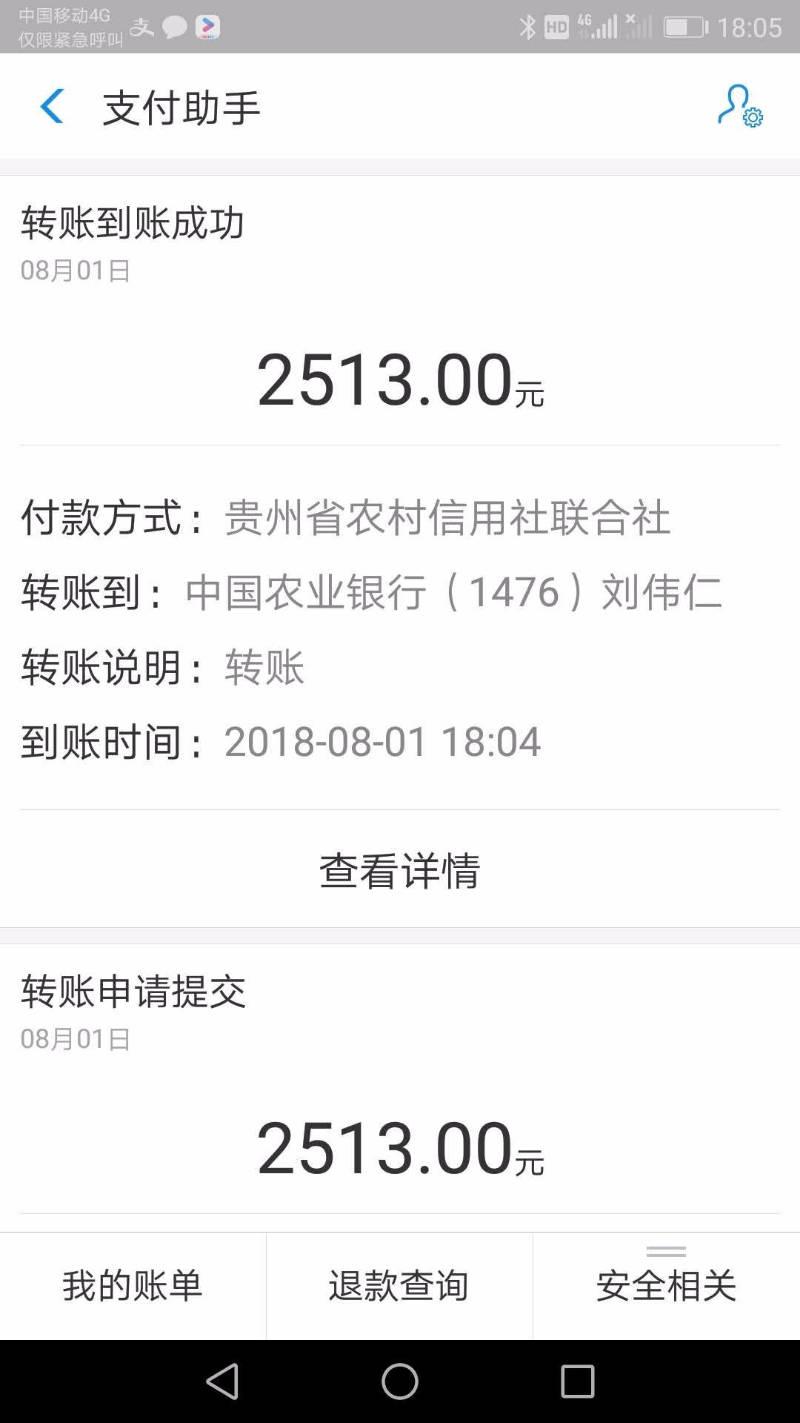 中国移动4G
仅限紧急呼叫
支
HD 4G 18:05
支付助手
转账到账成功
08月01日
2513.00元
付款方式：贵州省农村信用社联合社
转账到：中国农业银行（1476）刘伟仁
转账说明：转账
到账时间：2018-08-01 18:04
查看详情
转账申请提交
08月01日
2513.00元
我的账单 退款查询 安全相关